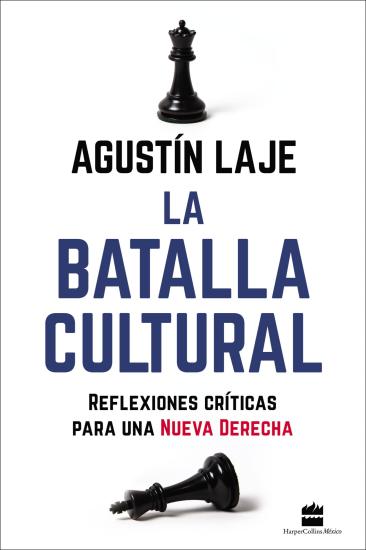 AGUSTÍN LAJE
LA
BATALLA
CULTURAL
REFLEXIONES CRÍTICAS
PARA UNA NUEVA DERECHA
HarperCollins México